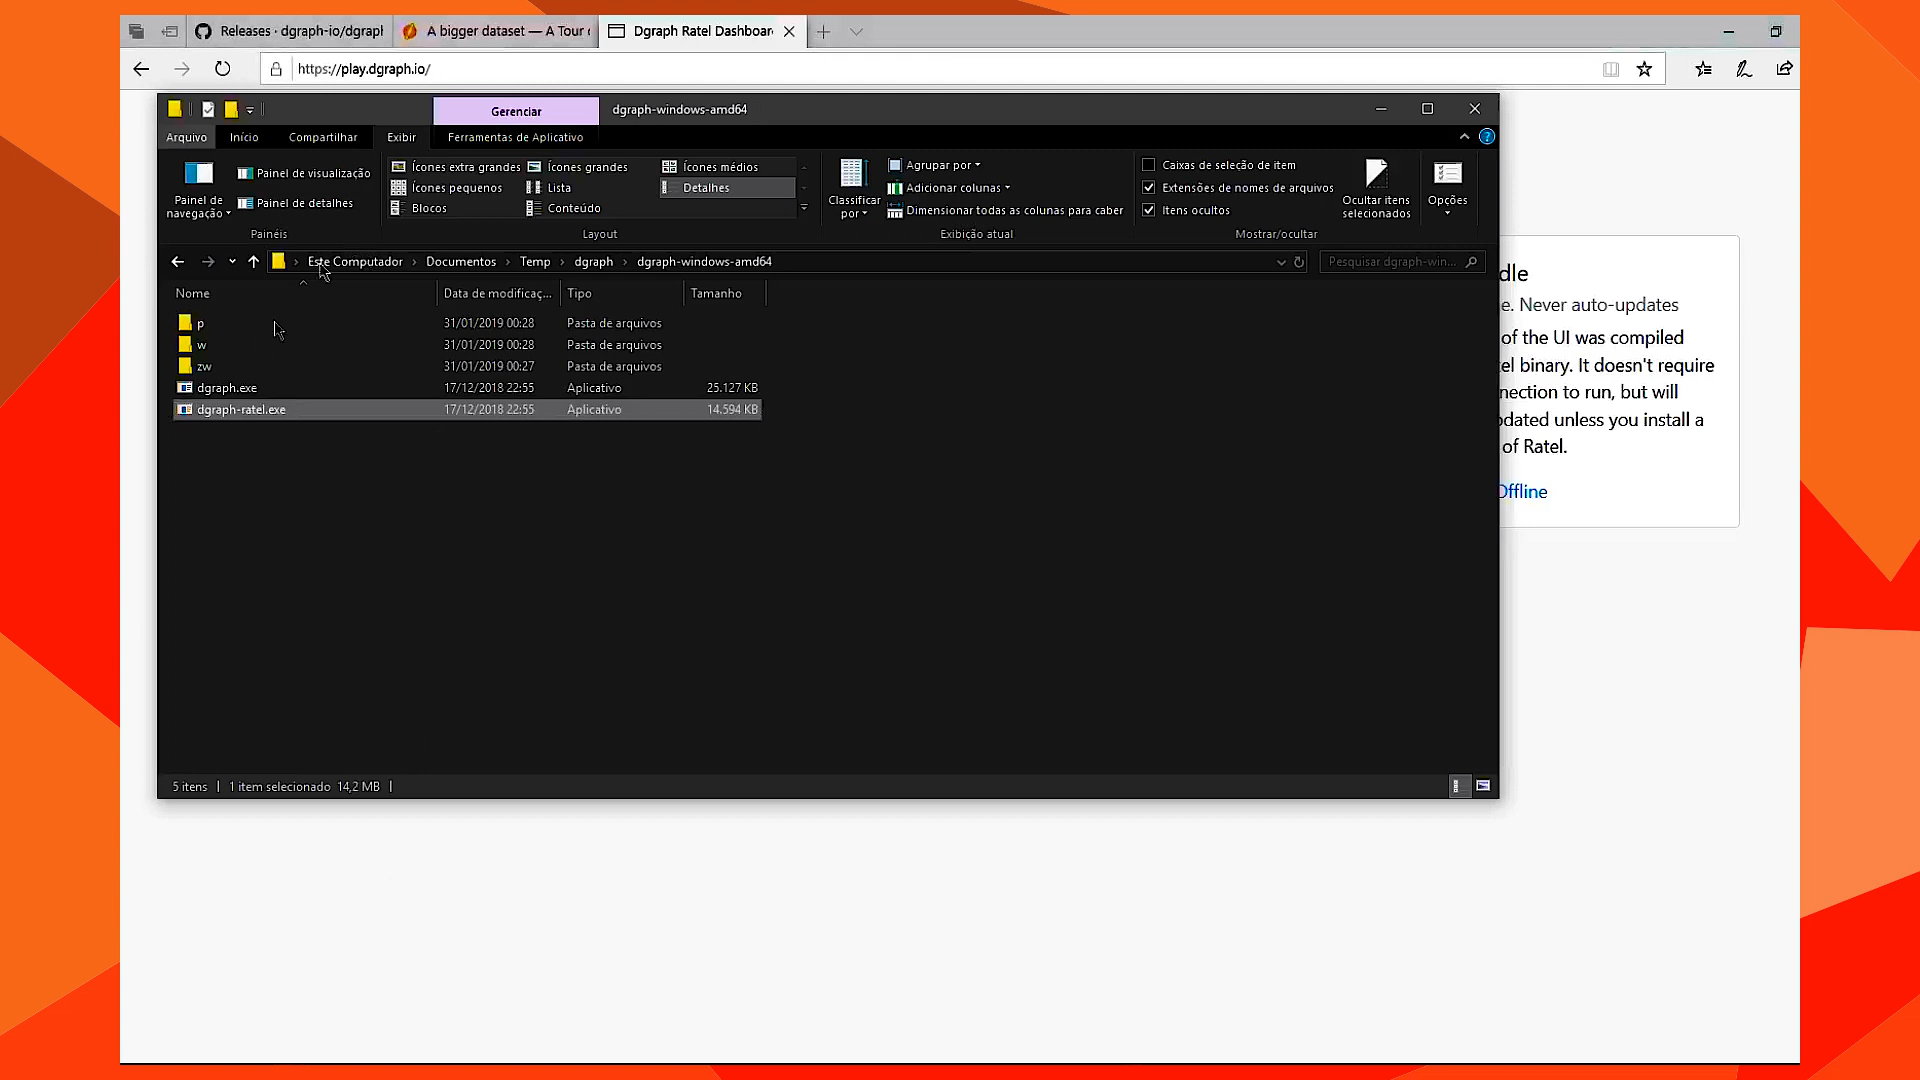 Releases · dgraph-io/dgraph
A bigger dataset — A Tour
Dgraph Ratel Dashboar
https://play.dgraph.io/
Gerenciar
dgraph-windows-amd64
Arquivo
Início
Compartilhar
Exibir
Ferramentas de Aplicativo
Painel de navegação
Painel de visualização
Painel de detalhes
Painéis
Ícones extra grandes
Ícones grandes
Ícones médios
Ícones pequenos
Lista
Detalhes
Blocos
Conteúdo
Layout
Classificar por
Agrupar por
Adicionar colunas
Dimensionar todas as colunas para caber
Exibição atual
Caixas de seleção de item
Extensões de nomes de arquivos
Itens ocultos
Ocultar itens selecionados
Mostrar/ocultar
Opções
Este Computador > Documentos > Temp > dgraph > dgraph-windows-amd64
Pesquisar dgraph-win...
Nome Data de modificaç... Tipo Tamanho
p 31/01/2019 00:28 Pasta de arquivos
w 31/01/2019 00:28 Pasta de arquivos
zw 31/01/2019 00:27 Pasta de arquivos
dgraph.exe 17/12/2018 22:55 Aplicativo 25.127 KB
dgraph-ratel.exe 17/12/2018 22:55 Aplicativo 14.594 KB
5 itens
1 item selecionado 14,2 MB
dle
e. Never auto-updates
of the UI was compiled
el binary. It doesn't require
nection to run, but will
pdated unless you install a
of Ratel.
Offline